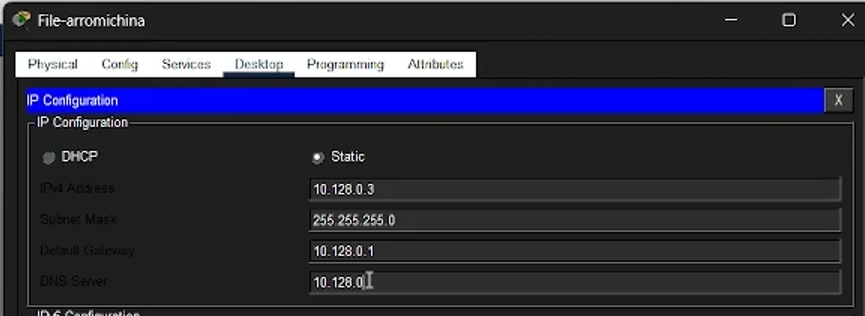 File-arromichina
Physical Config Services Desktop Programming Attributes
IP Configuration X
IP Configuration
DHCP Static
IPv4 Address 10.128.0.3
Subnet Mask 255.255.255.0
Default Gateway 10.128.0.1
DNS Server 10.128.0
IPv6 Configuration